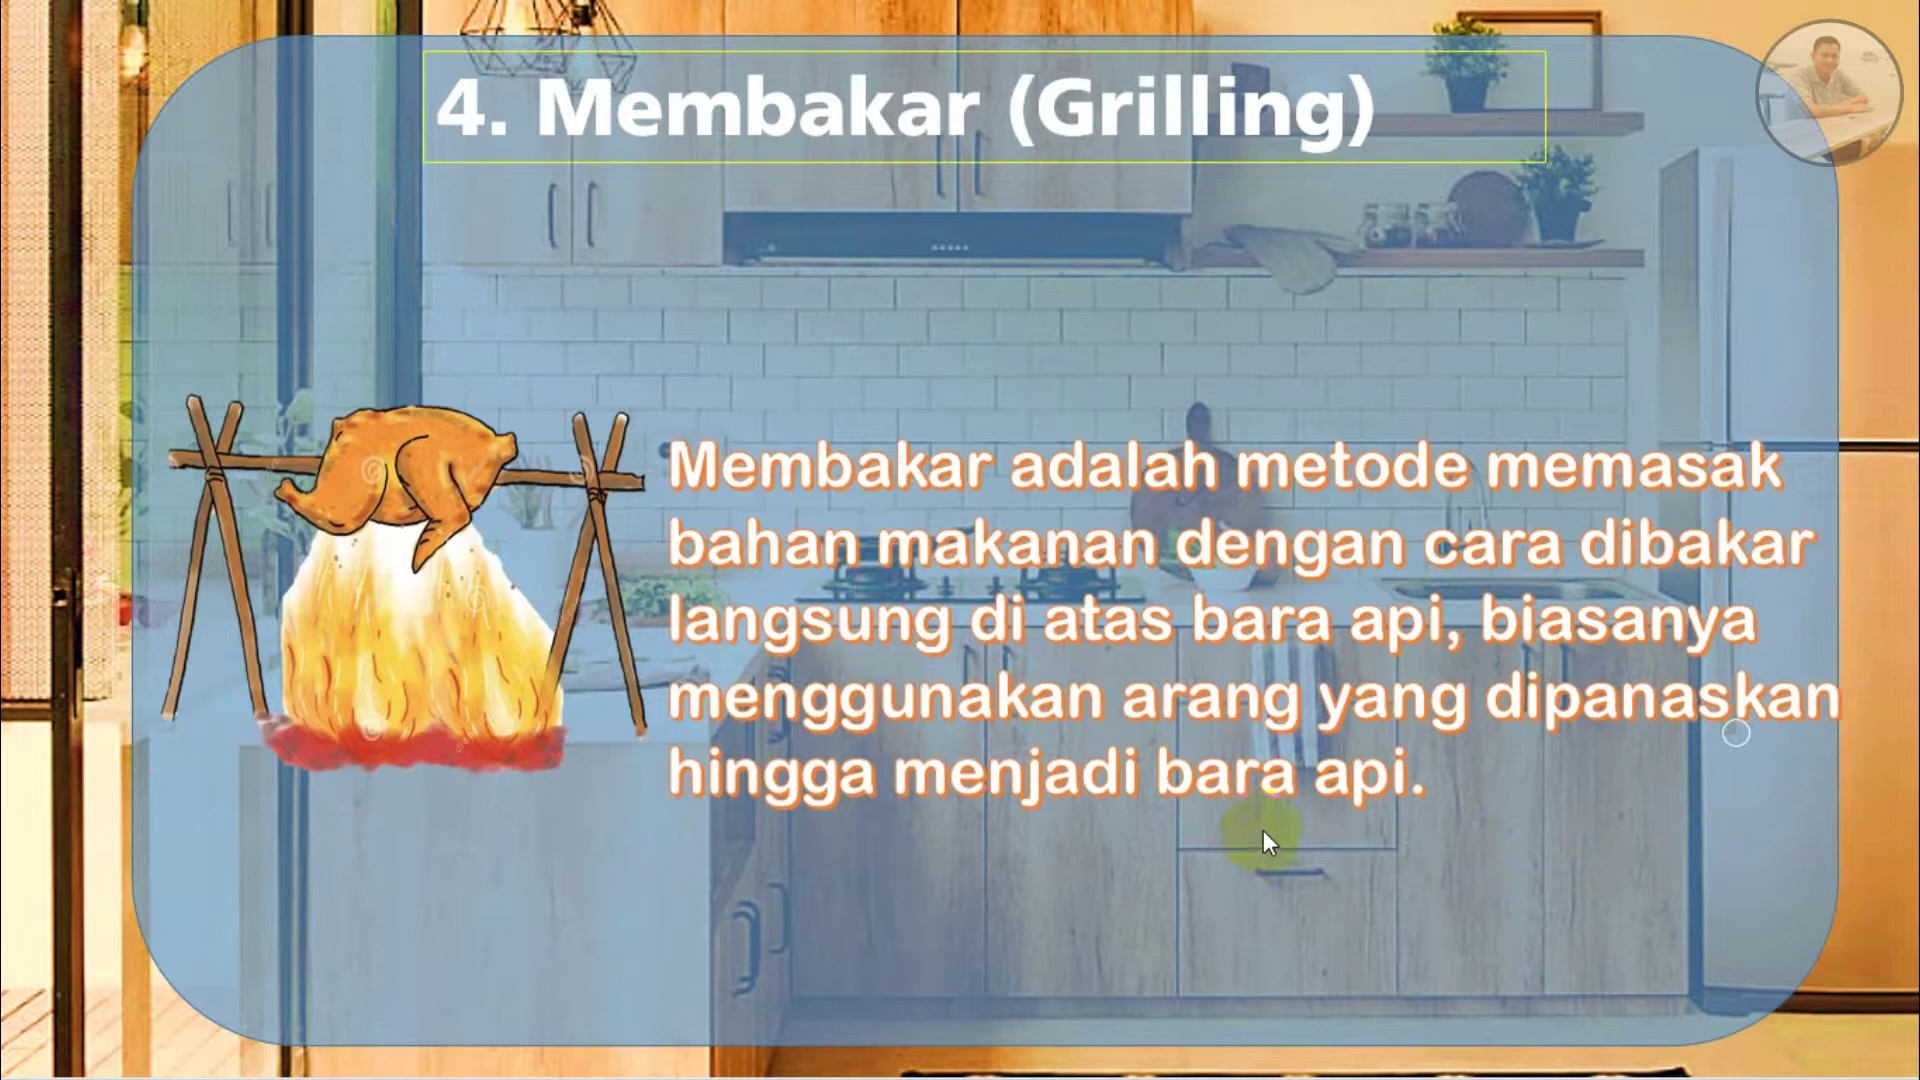 4. Membakar (Grilling)
Membakar adalah metode memasak
bahan makanan dengan cara dibakar
langsung di atas bara api, biasanya
menggunakan arang yang dipanaskan
hingga menjadi bara api.